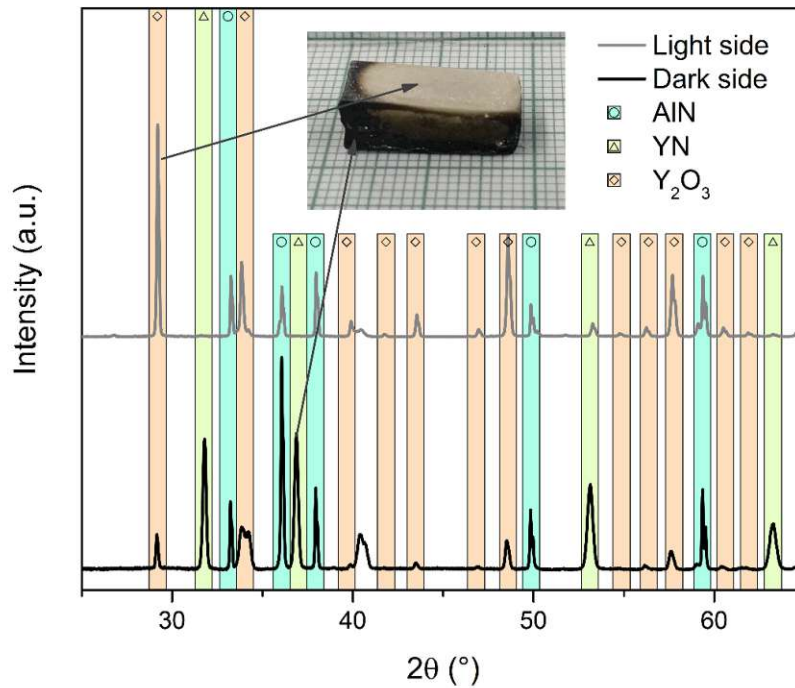 Light side
Dark side
AlN
YN
Y₂O₃
Intensity (a.u.)
30 40 50 60
2θ (°)